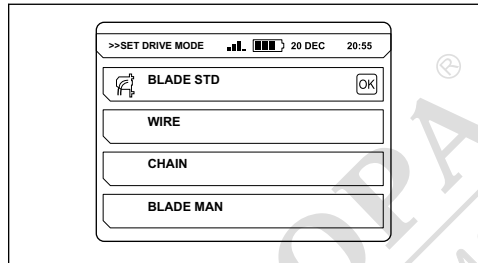 >>SET DRIVE MODE 20 DEC 20:55
BLADE STD OK
WIRE
CHAIN
BLADE MAN